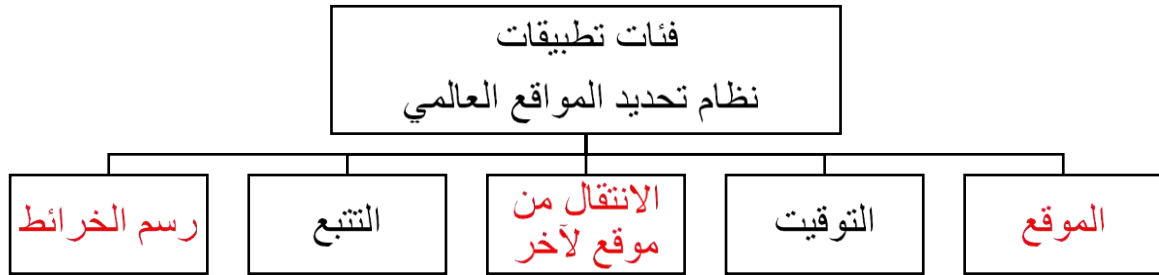 فئات تطبيقات
نظام تحديد المواقع العالمي
الموقع
التوقيت
الانتقال من
موقع لآخر
التتبع
رسم الخرائط